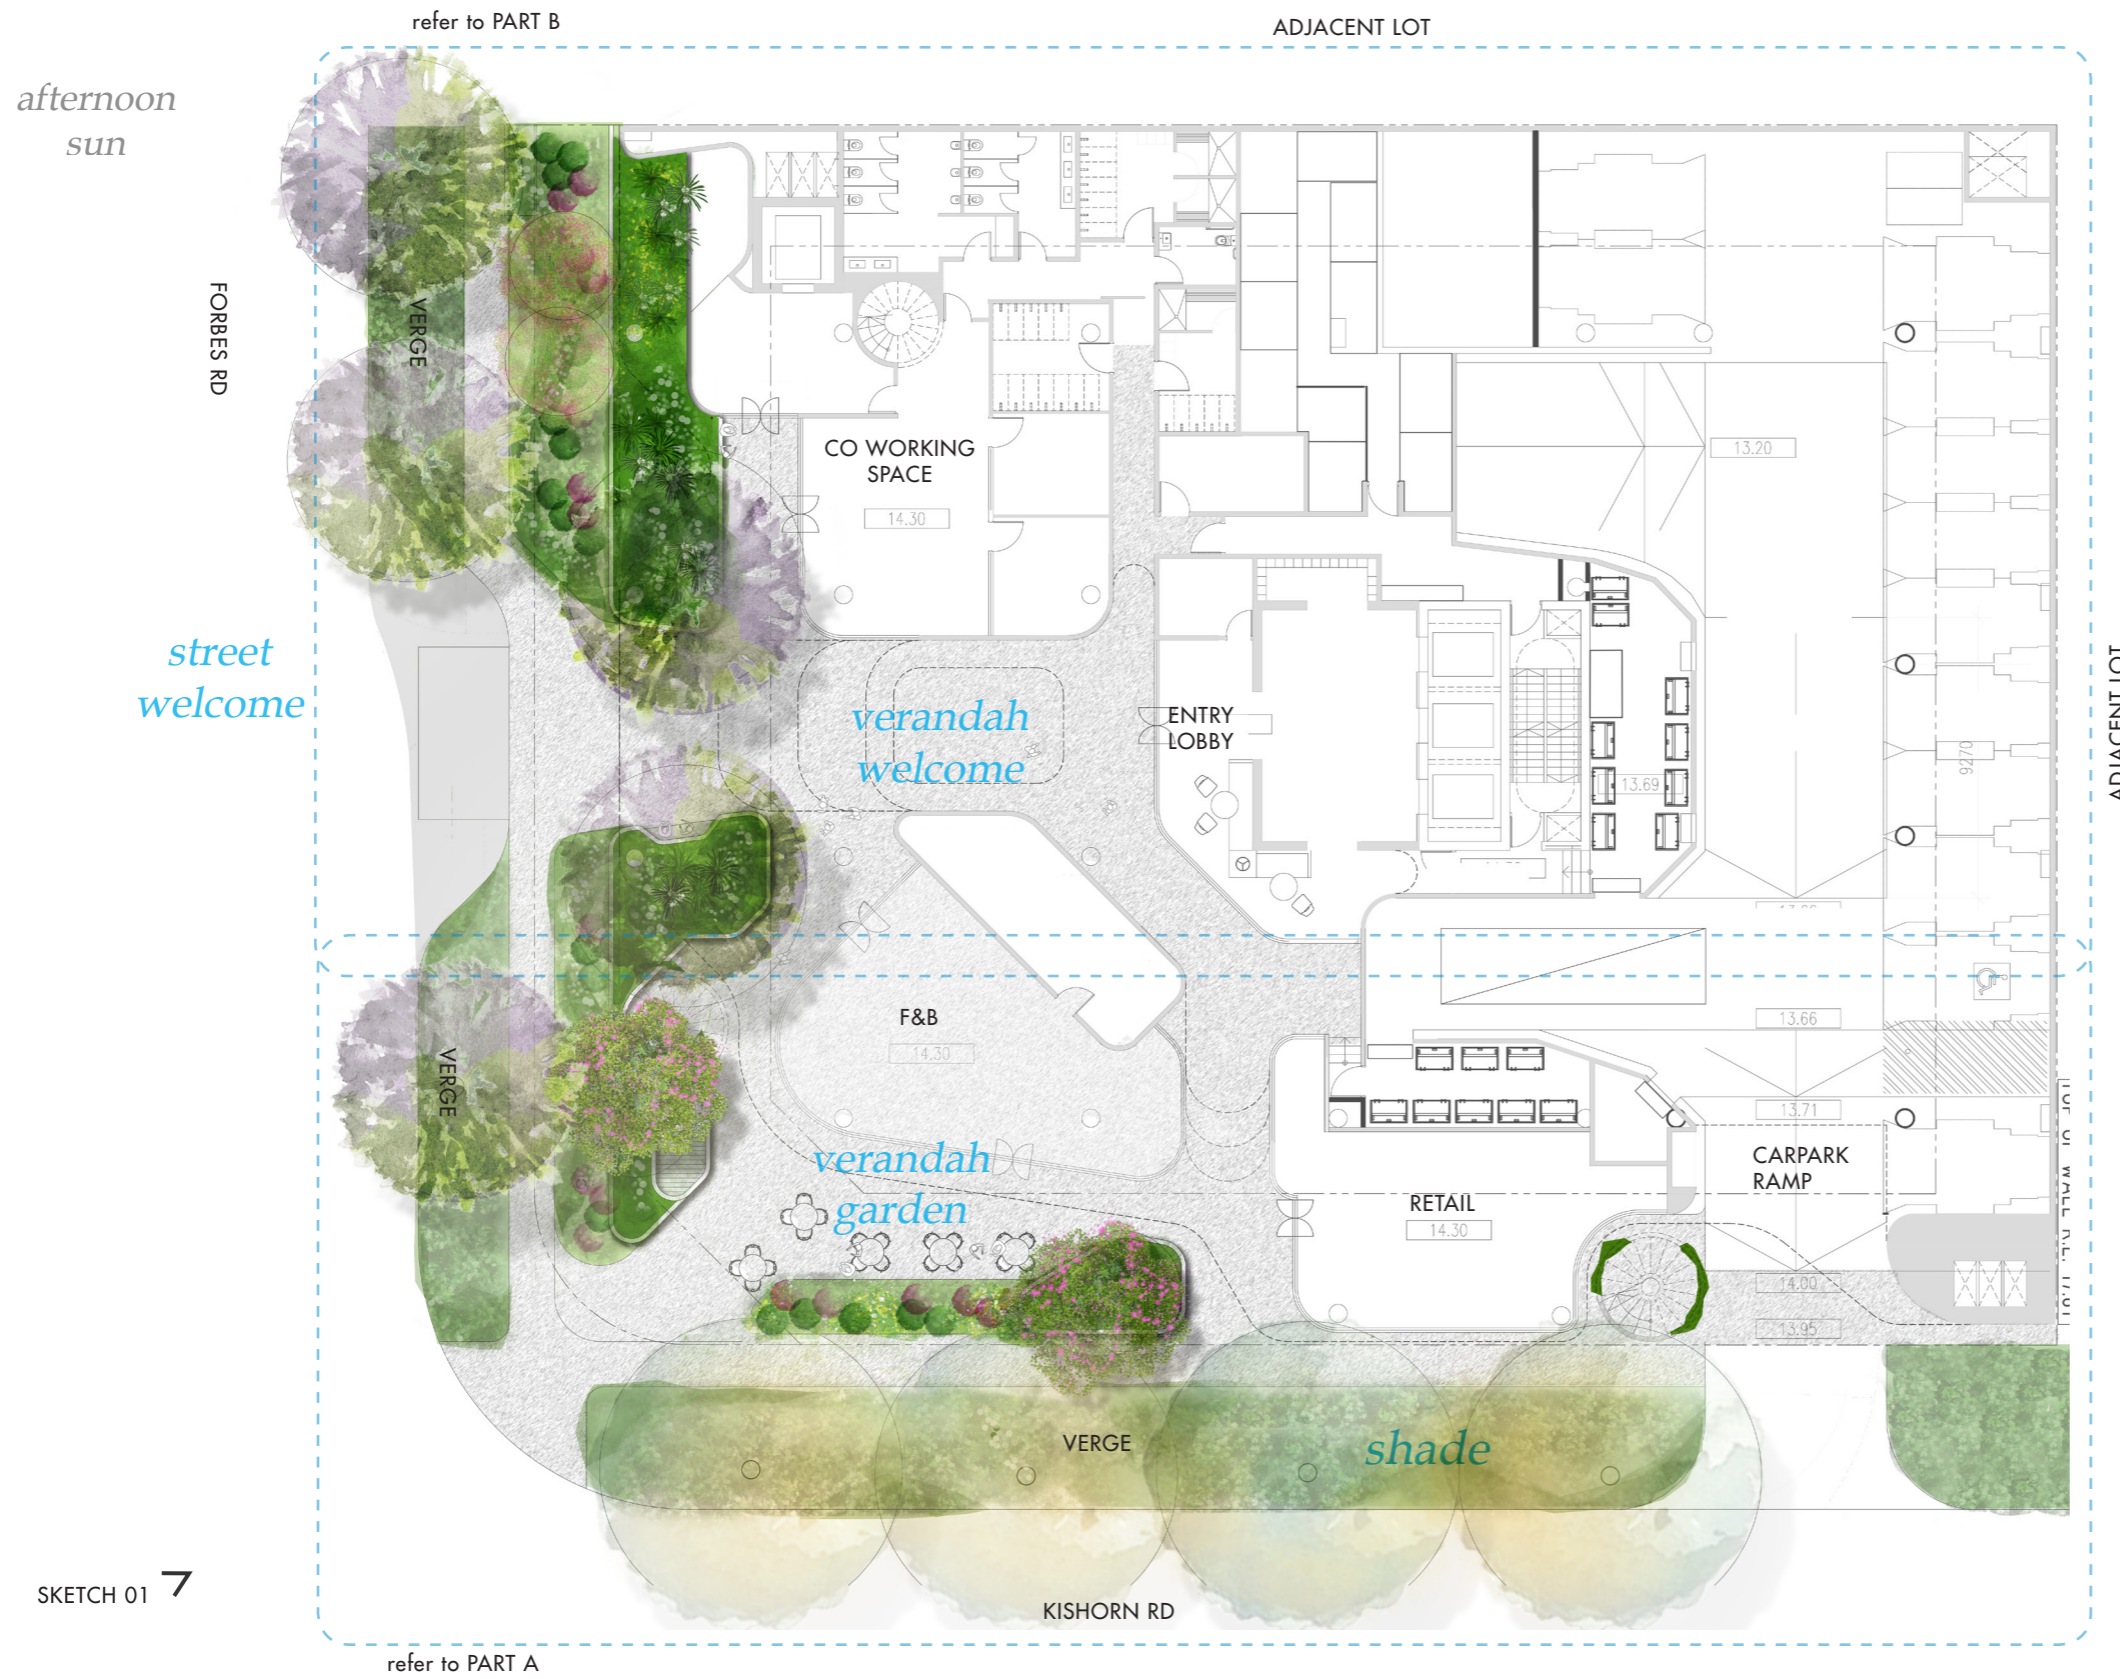 refer to PART B
ADJACENT LOT
afternoon
sun
FORBES RD
VERGE
CO WORKING
SPACE
14.30
13.20
street
welcome
verandah
welcome
ENTRY
LOBBY
13.69
9270
ADJACENT LOT
F&B
14.30
13.66
VERGE
13.71
CARPARK
RAMP
verandah
garden
RETAIL
14.30
14.00
13.95
VERGE
shade
SKETCH 01
KISHORN RD
refer to PART A